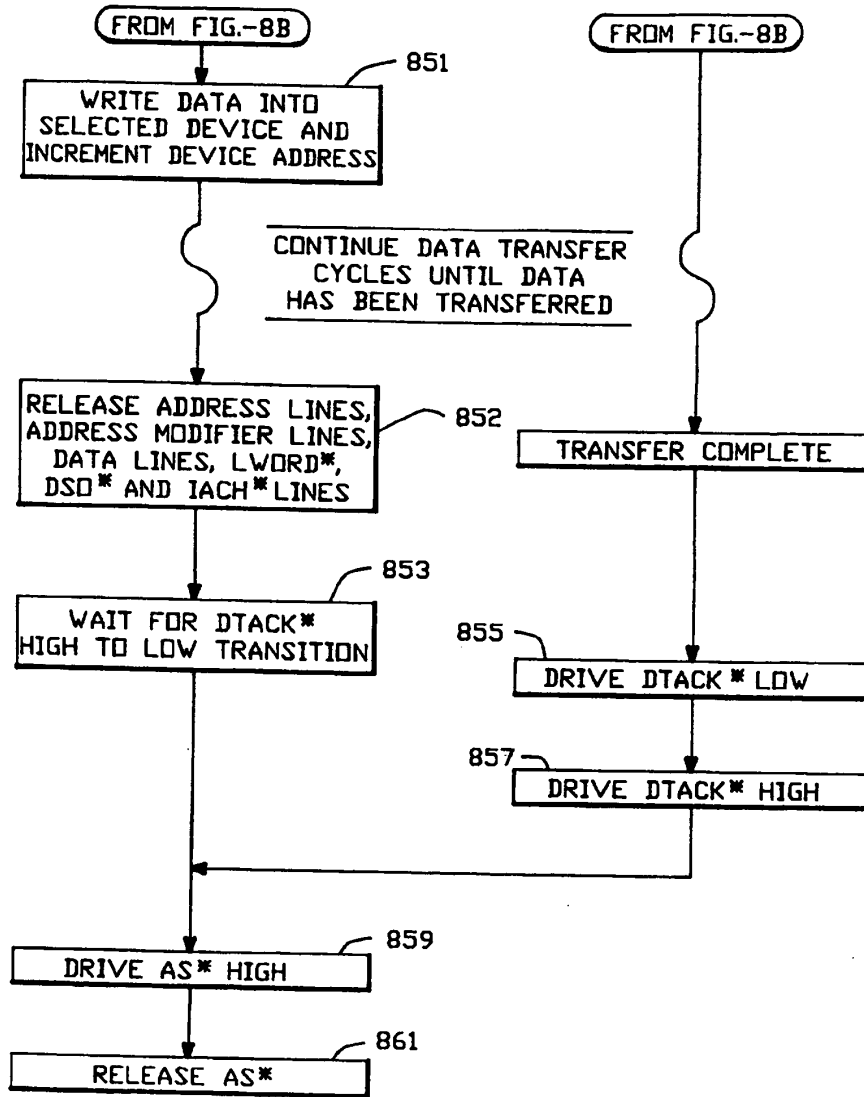 FROM FIG.-8B
FROM FIG.-8B
851
WRITE DATA INTO
SELECTED DEVICE AND
INCREMENT DEVICE ADDRESS
CONTINUE DATA TRANSFER
CYCLES UNTIL DATA
HAS BEEN TRANSFERRED
RELEASE ADDRESS LINES,
ADDRESS MODIFIER LINES,
DATA LINES, LWORD*,
DSO* AND IACH* LINES
852
TRANSFER COMPLETE
853
WAIT FOR DTACK*
HIGH TO LOW TRANSITION
855
DRIVE DTACK* LOW
857
DRIVE DTACK* HIGH
859
DRIVE AS* HIGH
861
RELEASE AS*